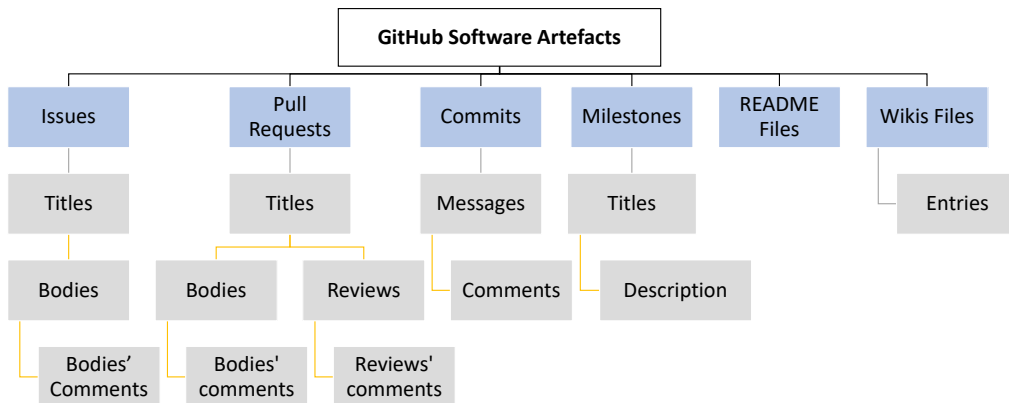 GitHub Software Artefacts
Issues
Pull
Requests
Commits
Milestones
README
Files
Wikis Files
Titles
Titles
Messages
Titles
Entries
Bodies
Bodies
Reviews
Comments
Description
Bodies’
Comments
Bodies'
comments
Reviews'
comments